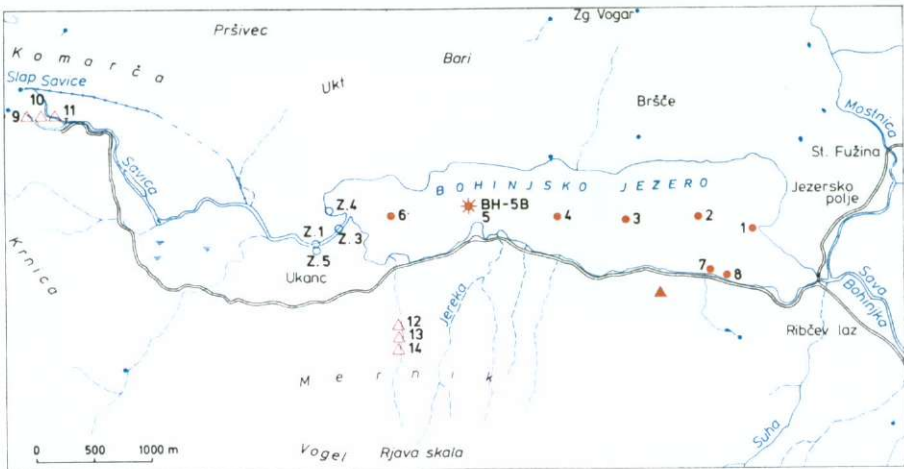 Zg Vogar
Pršivec
Komarča
Bori
Ukt
Slap Savice
Bršče
10
9
11
Mostnica
St. Fužina
Savica
BOHINJSKO JEZERO
Jezersko
polje
Z.4
6
BH-5B
5
4
3
2
1
Z.1
Z.3
Z.5
Krnica
Ukanc
7
8
Sava
Bohinjka
Jereka
12
13
14
Ribčev laz
Mernik
Suha
Vogel
Rjava skala
0 500 1000 m